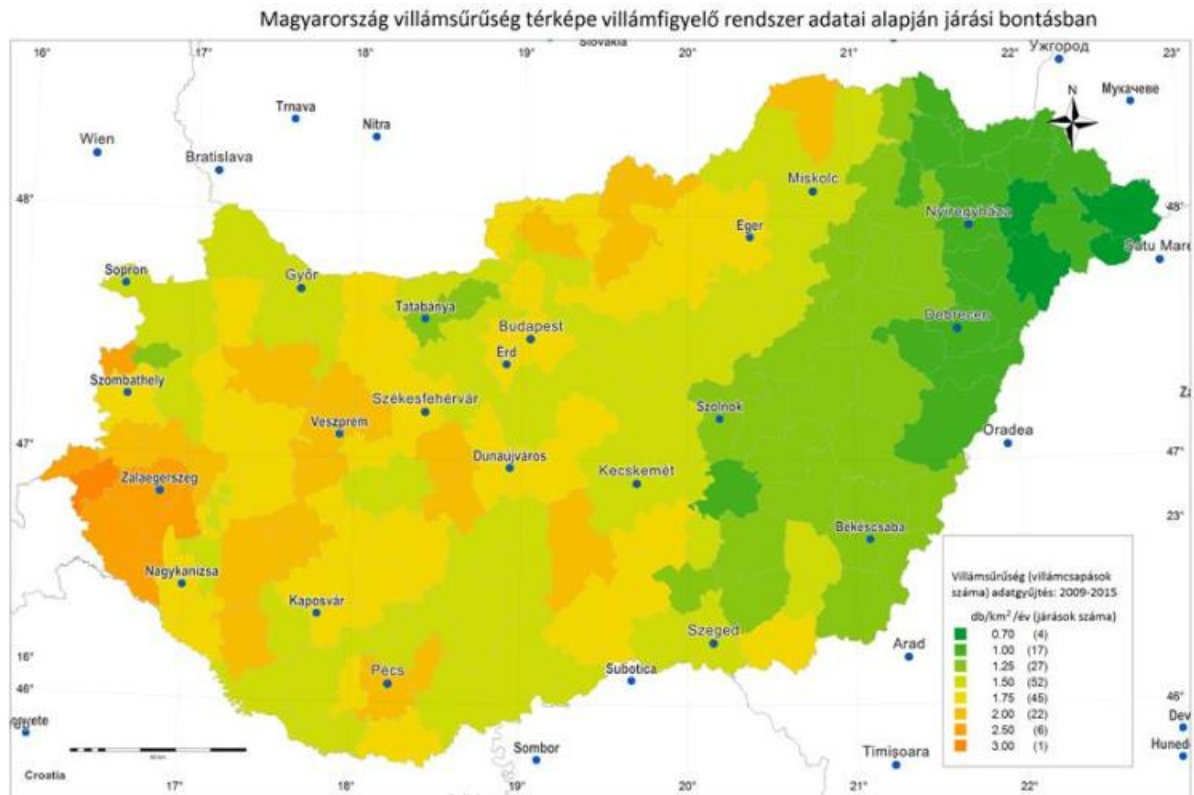 Magyarország villámsűrűség térképe villámfigyelő rendszer adatai alapján járási bontásban
16° 17° 18° 19° Slovakia 20° 21° 22° 23°
Ужгород
Мукачеве
N
Trnava
Nitra
Wien
Bratislava
48°
Miskolc
Nyíregyháza
48°
Eger
Satu Mare
Sopron
Győr
Tatabánya
Budapest
Debrecen
Érd
Szombathely
Székesfehérvár
Szolnok
Veszprém
Oradea
47°
Dunaújváros
47°
Zalaegerszeg
Kecskemét
23°
Békéscsaba
Nagykanizsa
Kaposvár
Szeged
Arad
16°
Pécs
Subotica
46°
46°
Sombor
Timişoara
Croatia
17° 18° 19° 20° 21° 22°
Villámsűrűség (villámcsapások
száma) adatgyűjtés: 2009-2015
db/km²/év (járások száma)
0.70 (4)
1.00 (17)
1.25 (27)
1.50 (52)
1.75 (45)
2.00 (22)
2.50 (6)
3.00 (1)